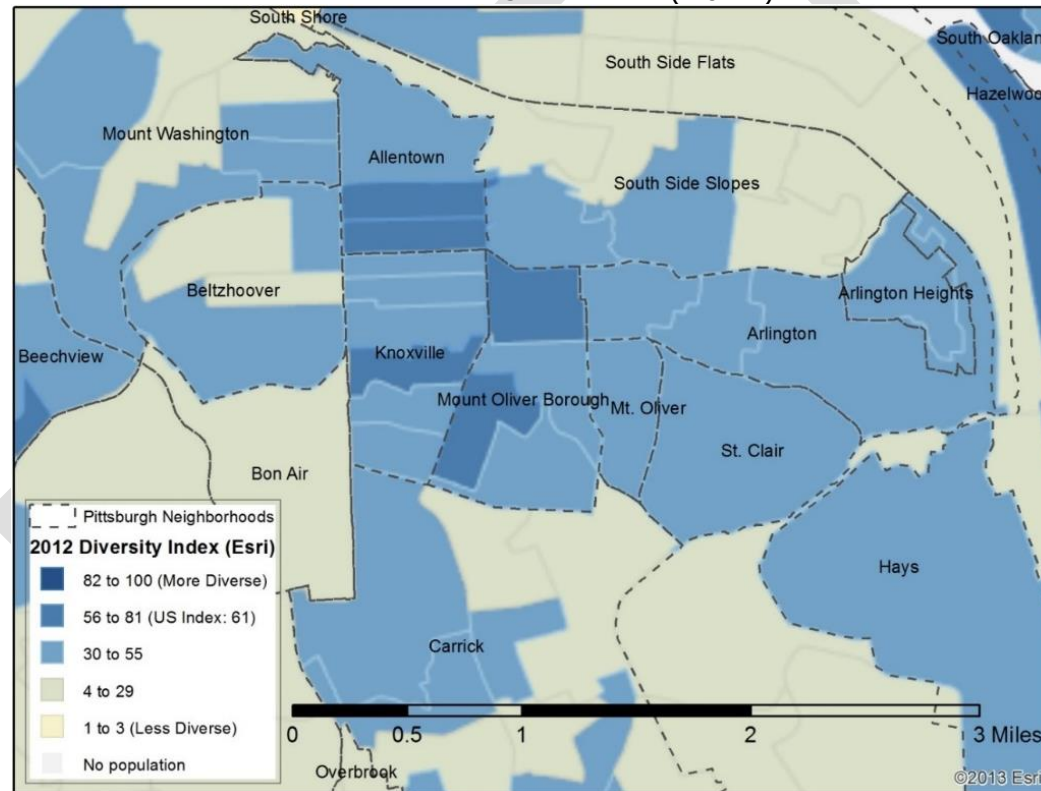 South Shore
South Side Flats
South Oaklan
Hazelwoo
Mount Washington
Allentown
South Side Slopes
Beltzhoover
Arlington Heights
Arlington
Beechview
Knoxville
Mount Oliver Borough
Mt. Oliver
St. Clair
Bon Air
Hays
Carrick
Overbrook
Pittsburgh Neighborhoods
2012 Diversity Index (Esri)
82 to 100 (More Diverse)
56 to 81 (US Index: 61)
30 to 55
4 to 29
1 to 3 (Less Diverse)
No population
0 0.5 1 2 3 Miles
©2013 Esri